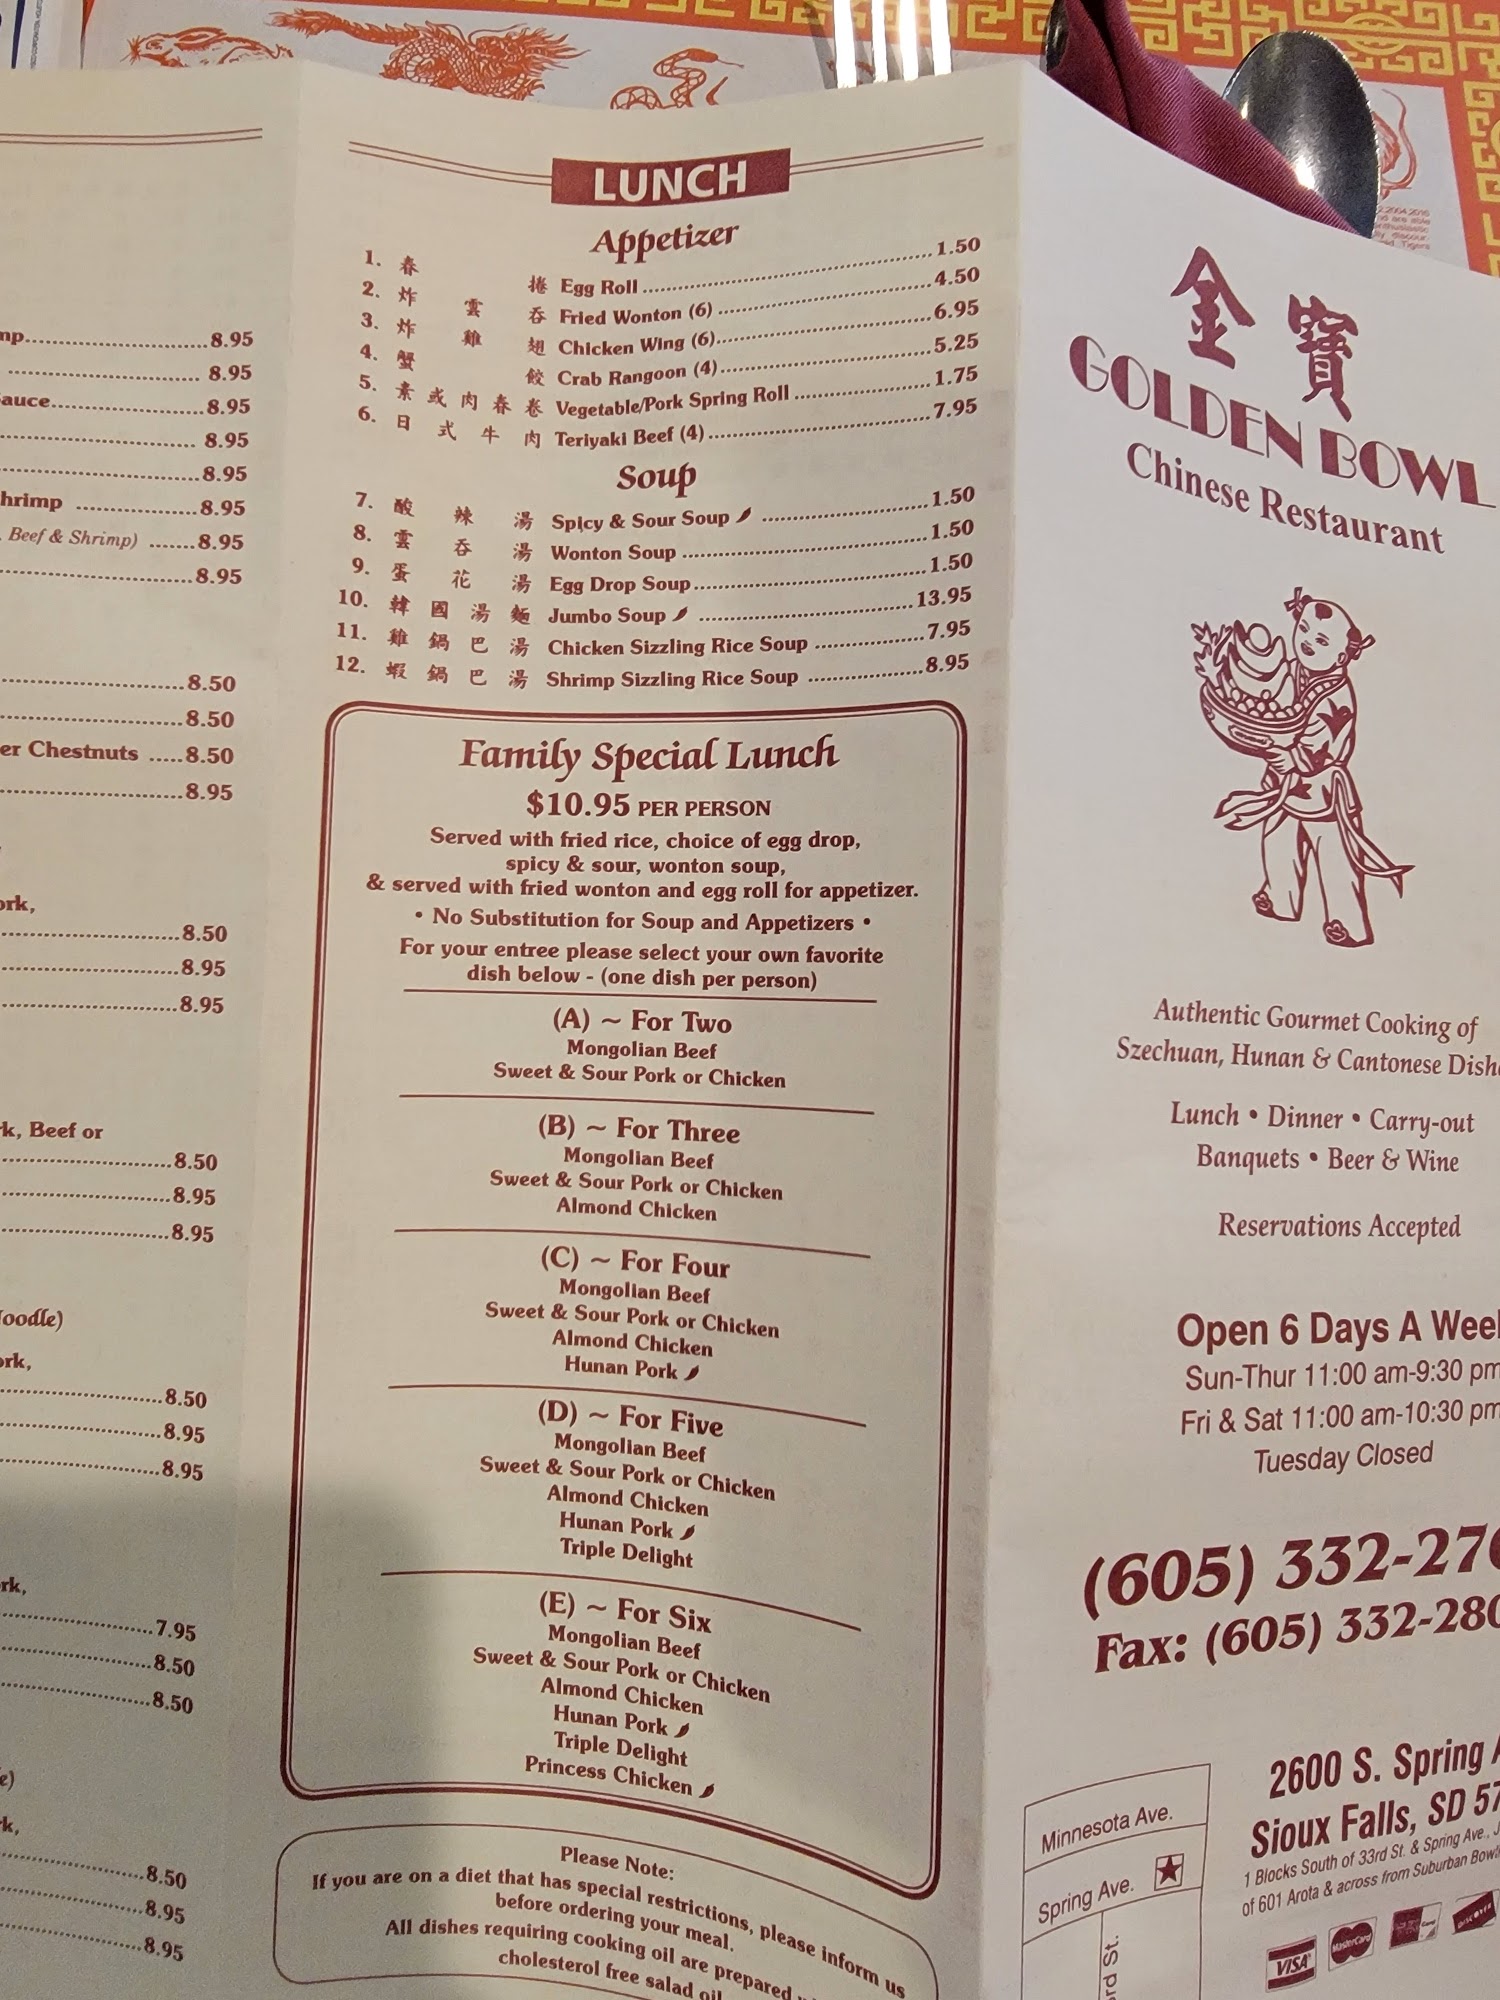 mp 8.95
8.95
Sauce 8.95
8.95
8.95
Shrimp 8.95
Beef & Shrimp) 8.95
8.95
8.50
8.50
er Chestnuts 8.50
8.95
ork,
8.50
8.95
8.95
k, Beef or
8.50
8.95
8.95
Noodle)
ork,
8.50
8.95
8.95
rk,
7.95
8.50
8.50
e)
k,
8.50
8.95
8.95
LUNCH
Appetizer
1. 春 捲 Egg Roll 1.50
2. 炸 雲 吞 Fried Wonton (6) 4.50
3. 炸 雞 翅 Chicken Wing (6) 6.95
4. 蟹 餃 Crab Rangoon (4) 5.25
5. 素 或 肉 春 卷 Vegetable/Pork Spring Roll 1.75
6. 日 式 牛 肉 Teriyaki Beef (4) 7.95
Soup
7. 酸 辣 湯 Spicy & Sour Soup 1.50
8. 雲 吞 湯 Wonton Soup 1.50
9. 蛋 花 湯 Egg Drop Soup 1.50
10. 韓 國 湯 麵 Jumbo Soup 13.95
11. 雞 鍋 巴 湯 Chicken Sizzling Rice Soup 7.95
12. 蝦 鍋 巴 湯 Shrimp Sizzling Rice Soup 8.95
Family Special Lunch
$10.95 PER PERSON
Served with fried rice, choice of egg drop,
spicy & sour, wonton soup,
& served with fried wonton and egg roll for appetizer.
• No Substitution for Soup and Appetizers •
For your entree please select your own favorite
dish below - (one dish per person)
(A) ~ For Two
Mongolian Beef
Sweet & Sour Pork or Chicken
(B) ~ For Three
Mongolian Beef
Sweet & Sour Pork or Chicken
Almond Chicken
(C) ~ For Four
Mongolian Beef
Sweet & Sour Pork or Chicken
Almond Chicken
Hunan Pork
(D) ~ For Five
Mongolian Beef
Sweet & Sour Pork or Chicken
Almond Chicken
Hunan Pork
Triple Delight
(E) ~ For Six
Mongolian Beef
Sweet & Sour Pork or Chicken
Almond Chicken
Hunan Pork
Triple Delight
Princess Chicken
Please Note:
If you are on a diet that has special restrictions, please inform us
before ordering your meal.
All dishes requiring cooking oil are prepared
cholesterol free salad oil
金 寶
GOLDEN BOWL
Chinese Restaurant
Authentic Gourmet Cooking of
Szechuan, Hunan & Cantonese Dish
Lunch • Dinner • Carry-out
Banquets • Beer & Wine
Reservations Accepted
Open 6 Days A Week
Sun-Thur 11:00 am-9:30 pm
Fri & Sat 11:00 am-10:30 pm
Tuesday Closed
(605) 332-276
Fax: (605) 332-280
2600 S. Spring A
Sioux Falls, SD 57
1 Blocks South of 33rd St. & Spring Ave., J
of 601 Arota & across from Suburban Bowl
Minnesota Ave.
Spring Ave.
rd St.
VISA MasterCard DISCOVER